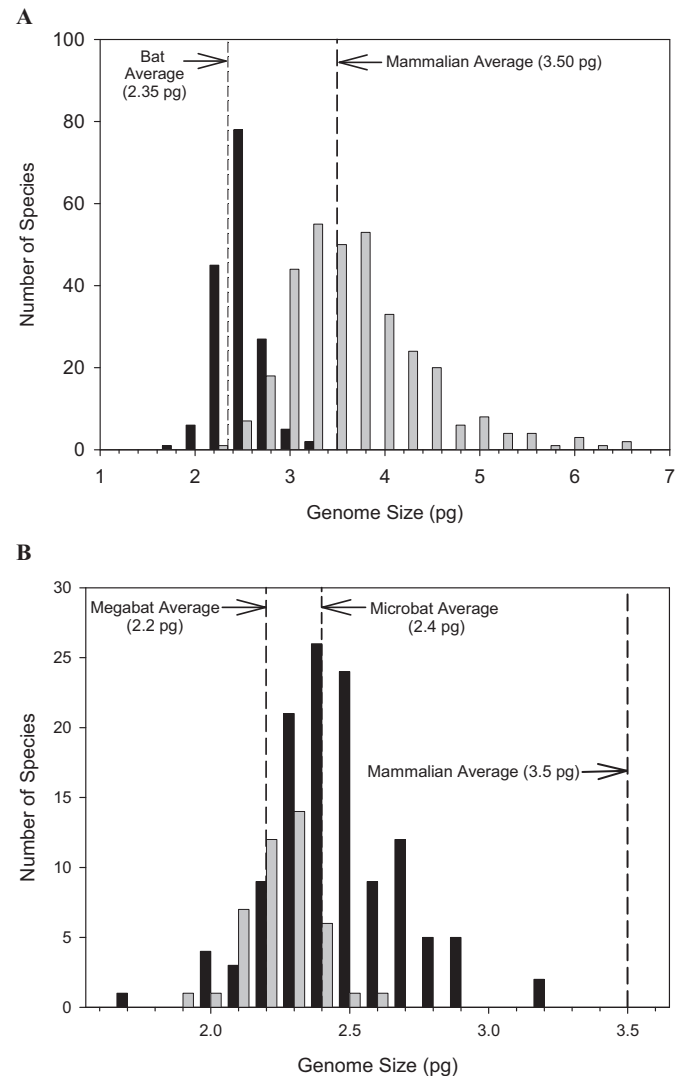 A
100
80
60
40
20
0
Number of Species
Bat
Average
(2.35 pg)
Mammalian Average (3.50 pg)
1 2 3 4 5 6 7
Genome Size (pg)
B
30
25
20
15
10
5
0
Number of Species
Megabat Average
(2.2 pg)
Microbat Average
(2.4 pg)
Mammalian Average (3.5 pg)
2.0 2.5 3.0 3.5
Genome Size (pg)